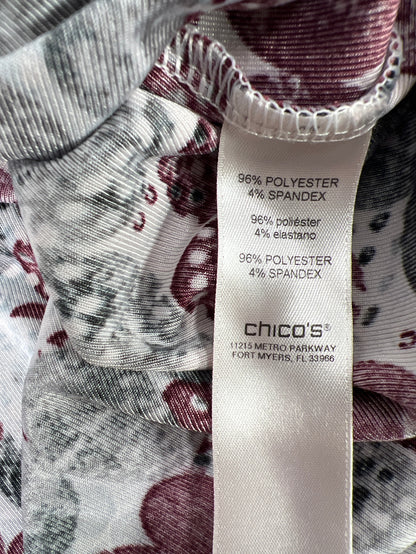 96% POLYESTER
4% SPANDEX
96% poliéster
4% elastano
96% POLYESTER
4% SPANDEX
chico's®
11215 METRO PARKWAY
FORT MYERS, FL 33966